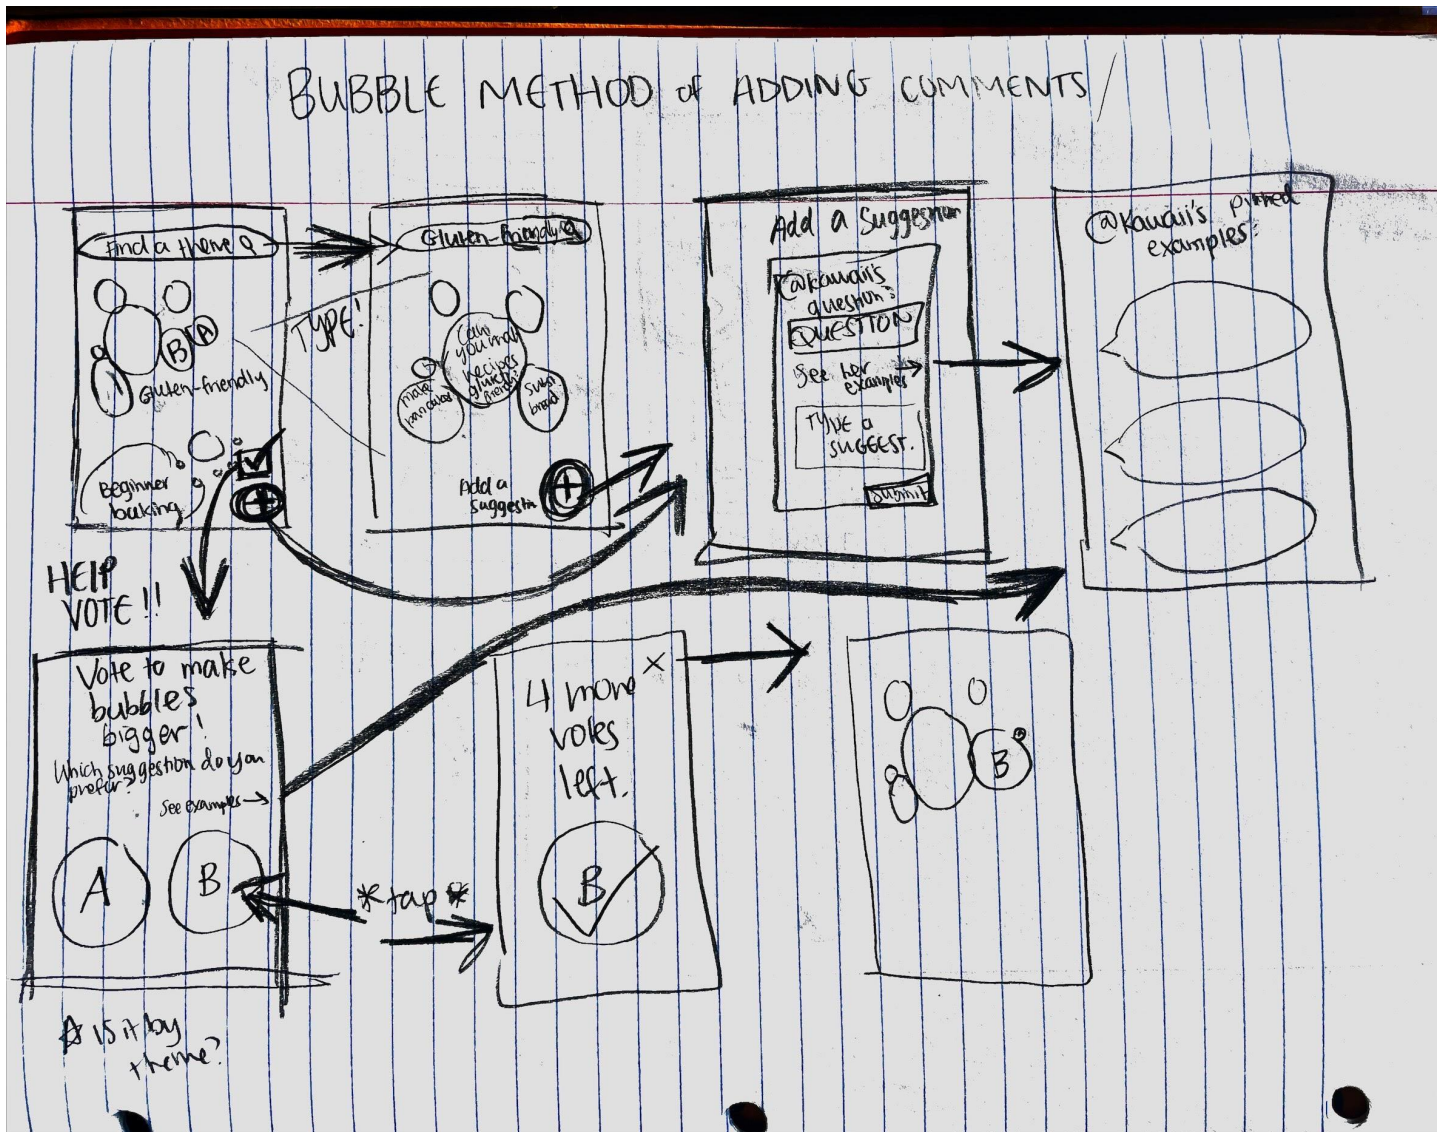 BUBBLE METHOD of ADDING COMMENTS/
Find a theme
B
A
Gluten-friendly
Beginner
baking
TYPE!
Gluten-friendly
Can
you make
recipes
gluten
friendly?
make
pancakes
bread
Add a
suggestion
Add a Suggestion
@Kawaii's
question:
QUESTION
See her
examples →
TYPE a
SUGGEST.
Submit
@Kawaii's pinned
examples:
HELP
VOTE!!
Vote to make
bubbles
bigger!
Which suggestion do you
prefer?
See examples →
A
B
*tap*
4 more
votes
left.
X
B
B
☆ is it by
theme?